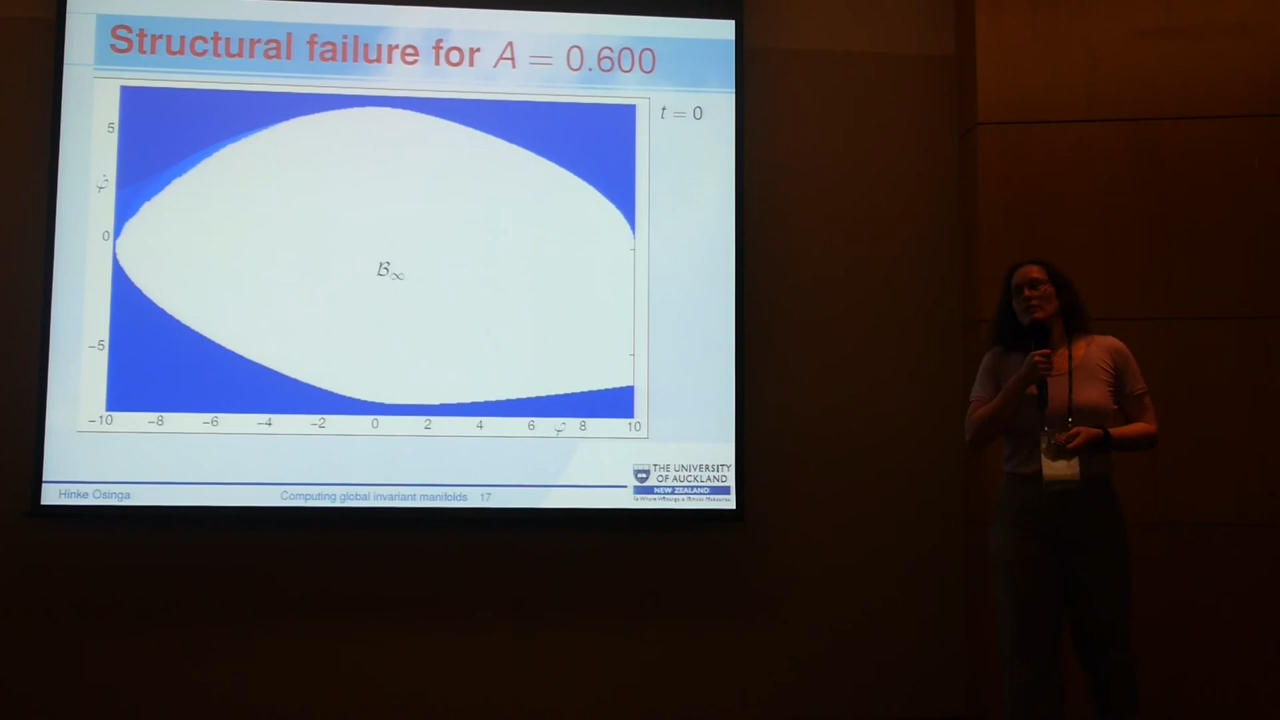 Structural failure for A = 0.600
t = 0
5
φ̇
0
−5
B∞
−10 −8 −6 −4 −2 0 2 4 6 φ 8 10
THE UNIVERSITY
OF AUCKLAND
NEW ZEALAND
Hinke Osinga Computing global invariant manifolds 17